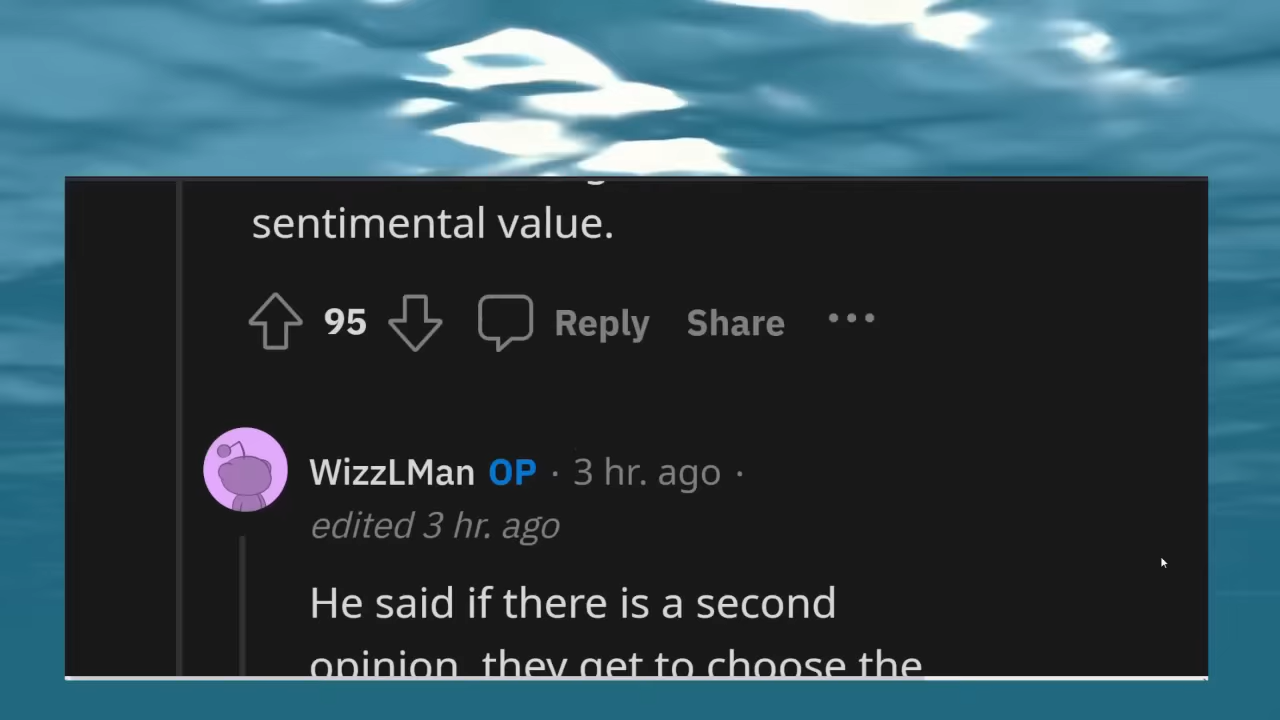 sentimental value.
95 Reply Share
WizzLMan OP · 3 hr. ago ·
edited 3 hr. ago
He said if there is a second
opinion, they get to choose the